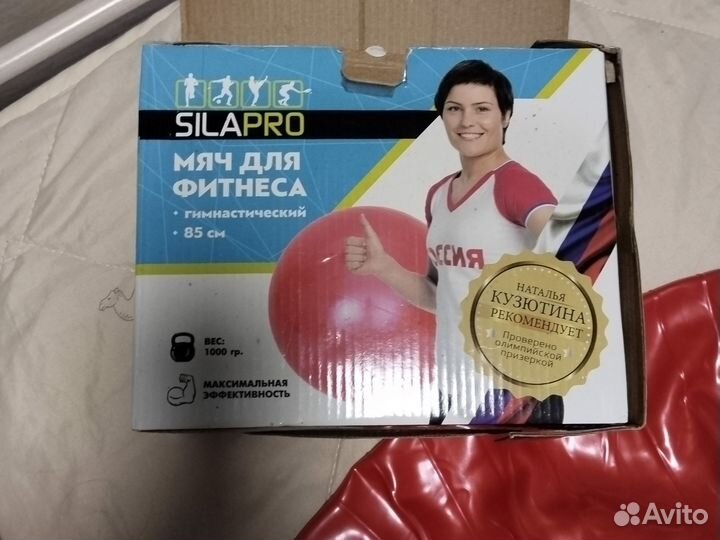 SILAPRO
МЯЧ ДЛЯ
ФИТНЕСА
• гимнастический
• 85 см
ССИЯ
НАТАЛЬЯ
КУЗЮТИНА
РЕКОМЕНДУЕТ
Проверено
олимпийской
призеркой
ВЕС:
1000 гр.
МАКСИМАЛЬНАЯ
ЭФФЕКТИВНОСТЬ
Avito